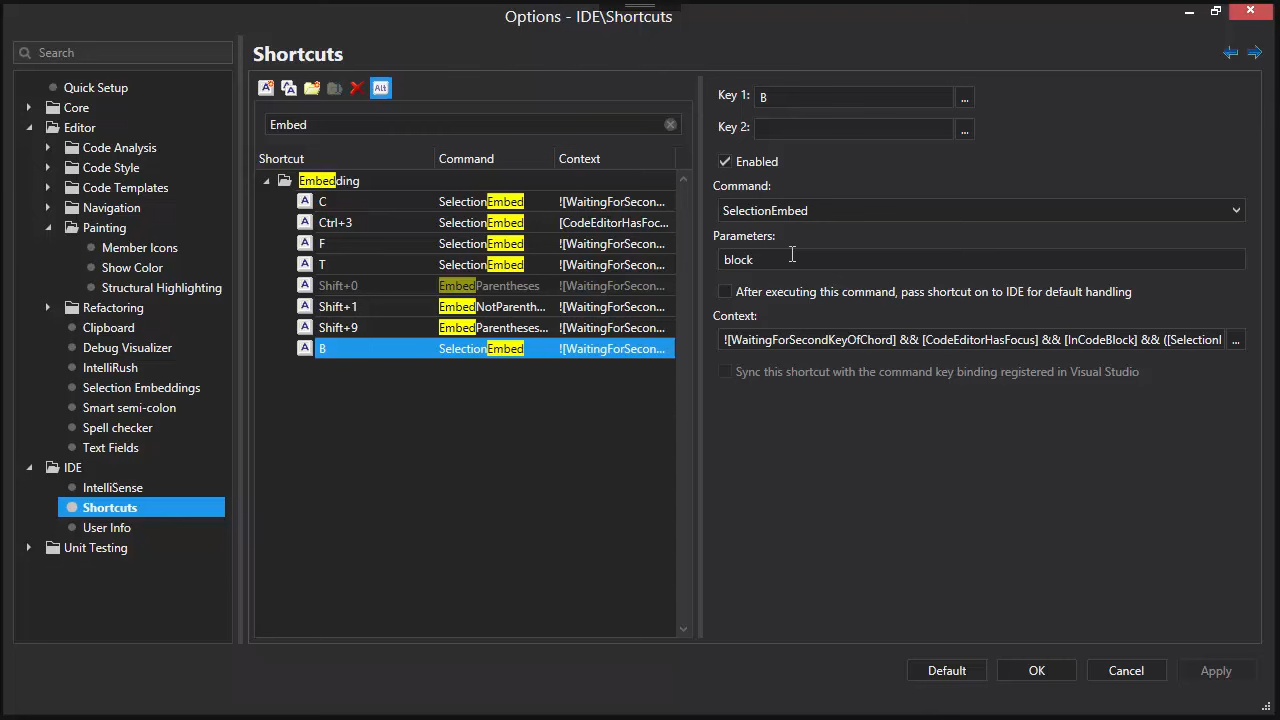 Options - IDE\Shortcuts
Search
Quick Setup
Core
Editor
Code Analysis
Code Style
Code Templates
Navigation
Painting
Member Icons
Show Color
Structural Highlighting
Refactoring
Clipboard
Debug Visualizer
IntelliRush
Selection Embeddings
Smart semi-colon
Spell checker
Text Fields
IDE
IntelliSense
Shortcuts
User Info
Unit Testing
Shortcuts
Alt
Embed
Shortcut Command Context
Embedding
C SelectionEmbed ![WaitingForSecon...
Ctrl+3 SelectionEmbed [CodeEditorHasFoc...
F SelectionEmbed ![WaitingForSecon...
T SelectionEmbed ![WaitingForSecon...
Shift+0 EmbedParentheses ![WaitingForSecon...
Shift+1 EmbedNotParenth... ![WaitingForSecon...
Shift+9 EmbedParentheses... ![WaitingForSecon...
B SelectionEmbed ![WaitingForSecon...
Key 1: B ...
Key 2: ...
Enabled
Command:
SelectionEmbed
Parameters:
block
After executing this command, pass shortcut on to IDE for default handling
Context:
![WaitingForSecondKeyOfChord] && [CodeEditorHasFocus] && [InCodeBlock] && ([SelectionI ...
Sync this shortcut with the command key binding registered in Visual Studio
Default OK Cancel Apply